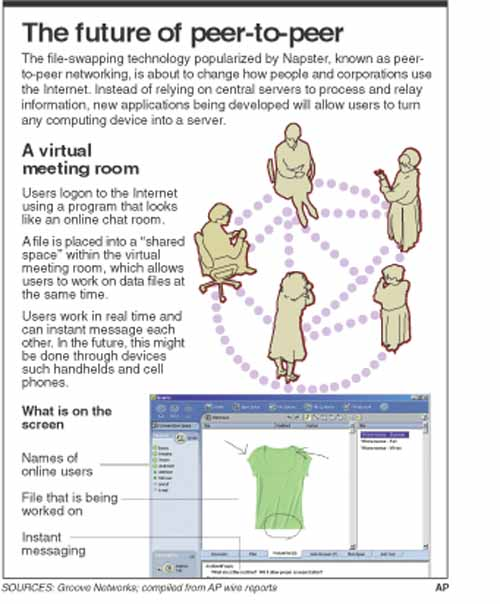 The future of peer-to-peer
The file-swapping technology popularized by Napster, known as peer-
to-peer networking, is about to change how people and corporations use
the Internet. Instead of relying on central servers to process and relay
information, new applications being developed will allow users to turn
any computing device into a server.
A virtual
meeting room
Users logon to the Internet
using a program that looks
like an online chat room.
A file is placed into a “shared
space” within the virtual
meeting room, which allows
users to work on data files at
the same time.
Users work in real time and
can instant message each
other. In the future, this might
be done through devices
such handhelds and cell
phones.
What is on the
screen
Names of
online users
File that is being
worked on
Instant
messaging
SOURCES: Groove Networks; compiled from AP wire reports
AP